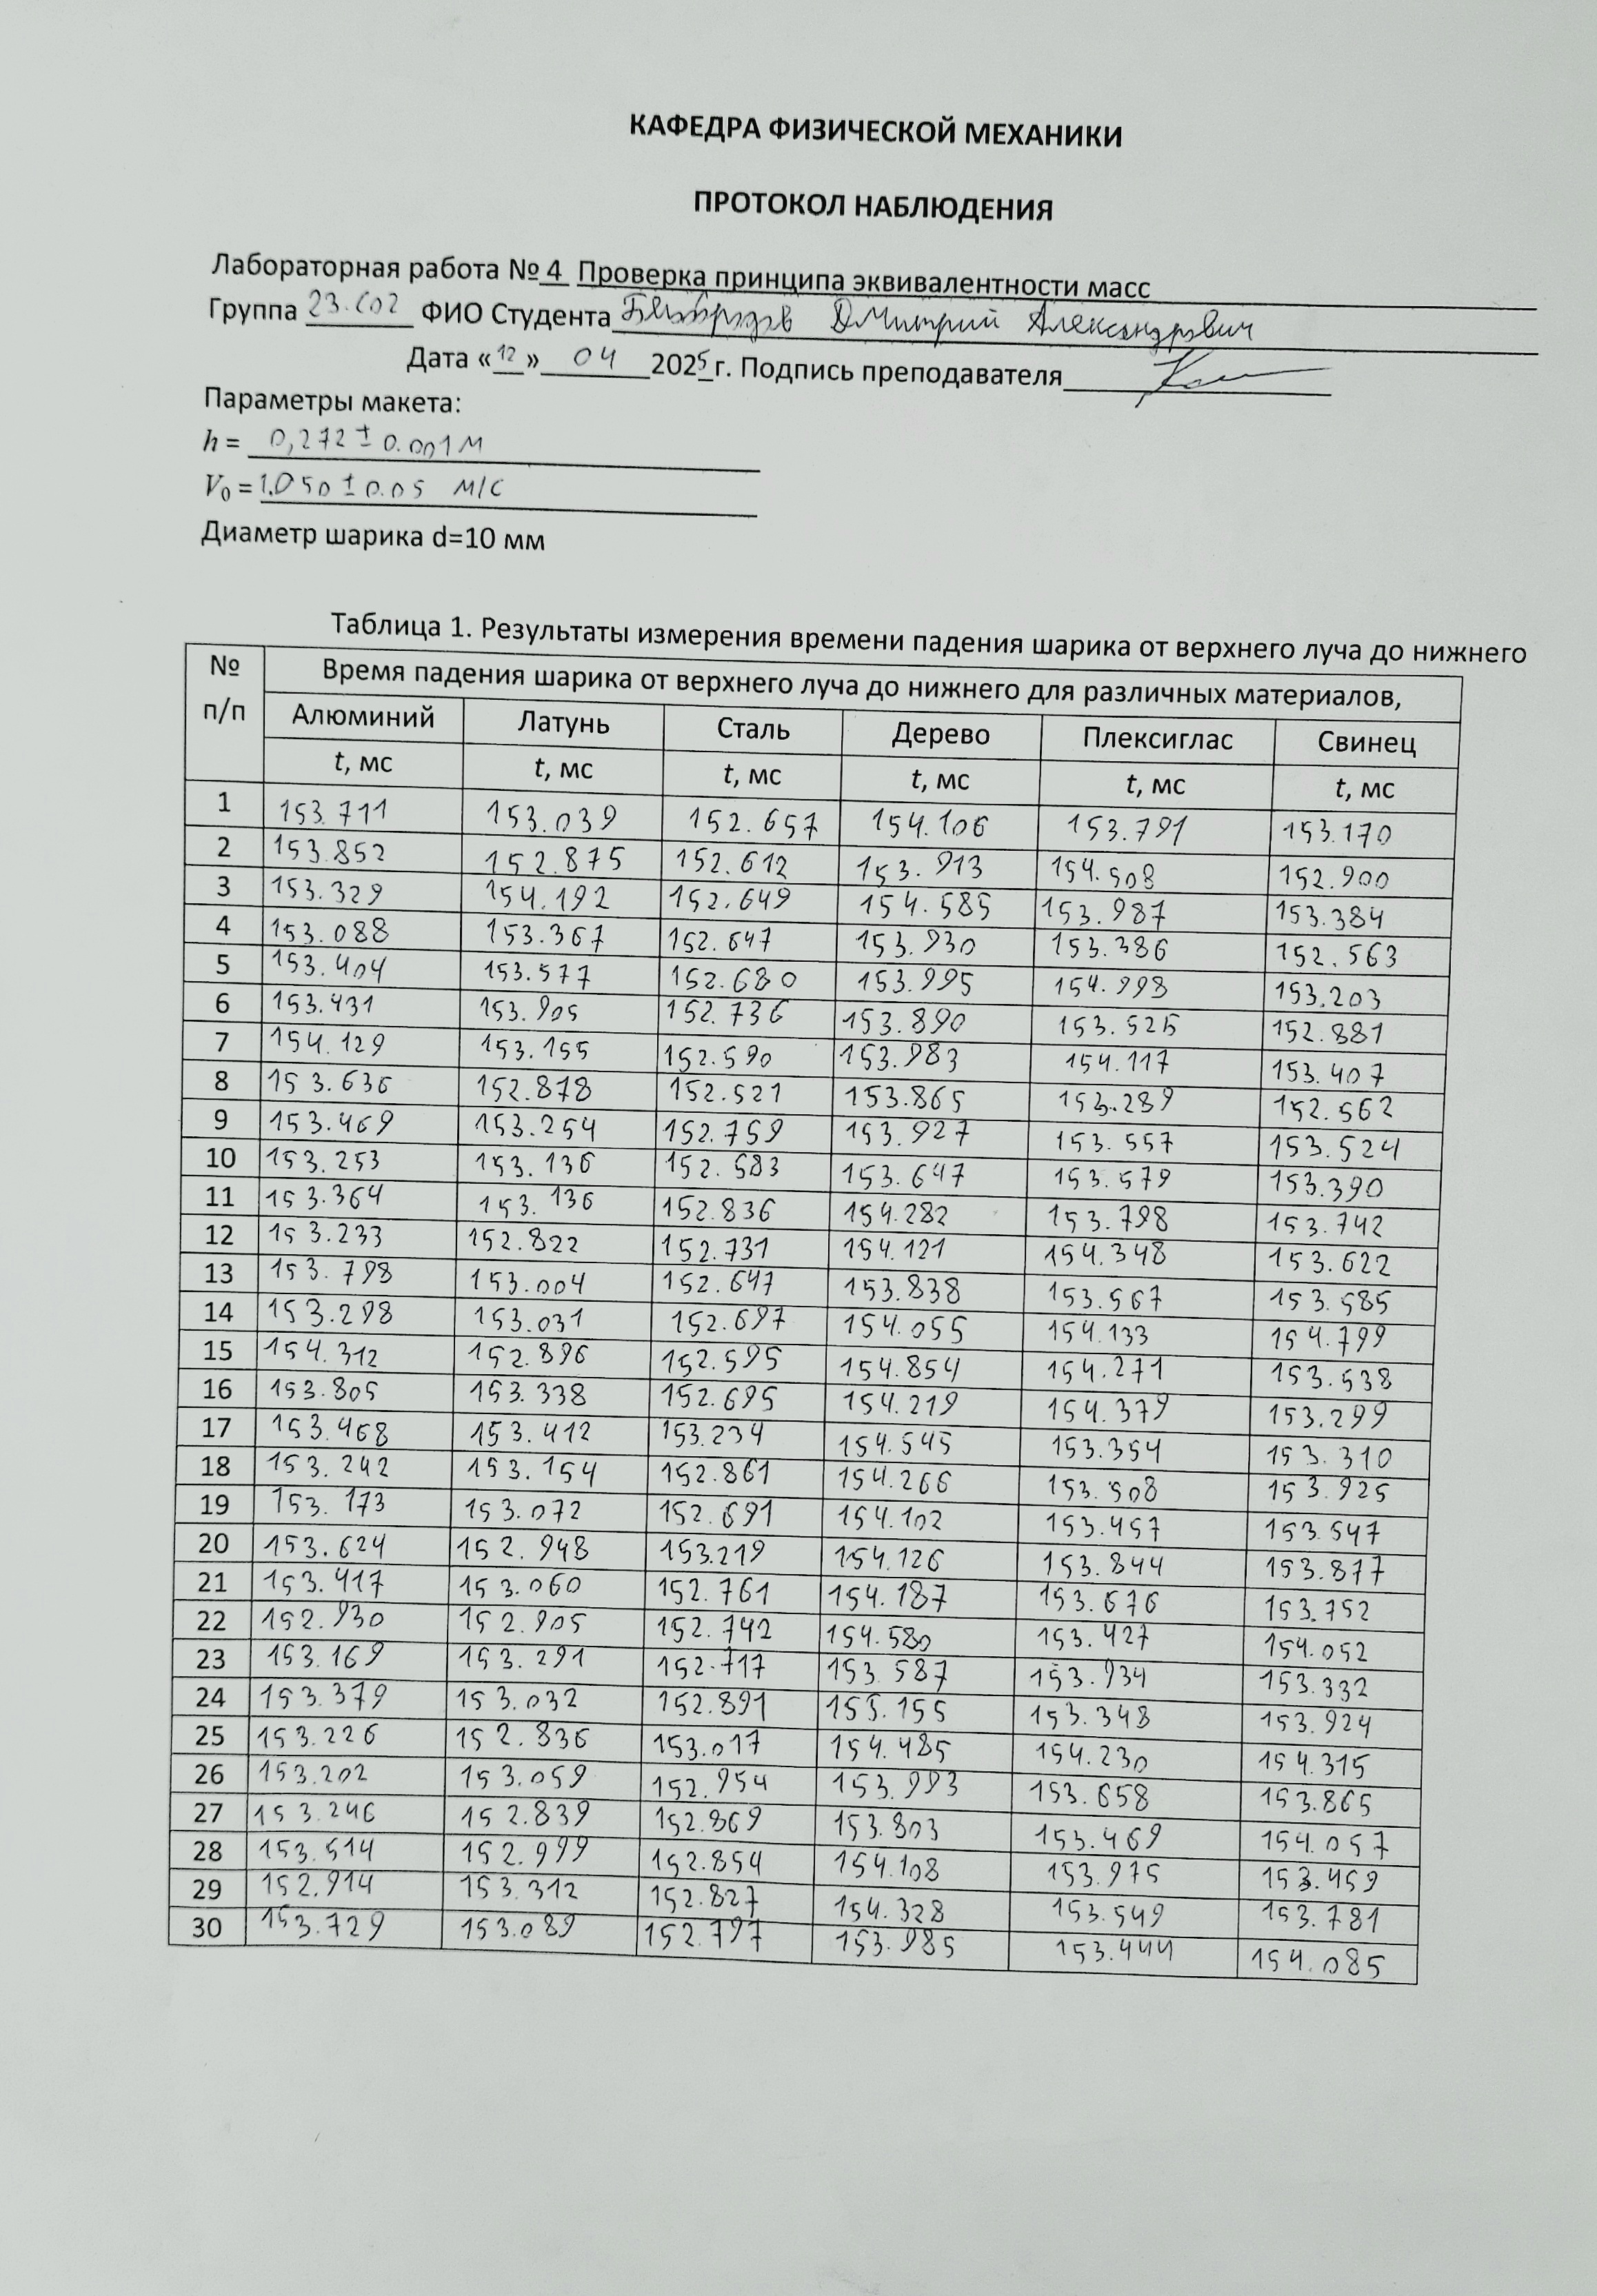 КАФЕДРА ФИЗИЧЕСКОЙ МЕХАНИКИ
ПРОТОКОЛ НАБЛЮДЕНИЯ
Лабораторная работа № 4 Проверка принципа эквивалентности масс
Группа 23.С02 ФИО Студента Дмитрий Александрович
Дата «12» 04 2025 г. Подпись преподавателя
Параметры макета:
h = 0,272 ± 0.001 м
V₀ = 1.050 ± 0.05 м/с
Диаметр шарика d=10 мм
Таблица 1. Результаты измерения времени падения шарика от верхнего луча до нижнего
№ п/п Время падения шарика от верхнего луча до нижнего для различных материалов,
Алюминий Латунь Сталь Дерево Плексиглас Свинец
t, мс t, мс t, мс t, мс t, мс t, мс
1 153.711 153.039 152.657 154.106 153.791 153.170
2 153.852 152.875 152.612 153.913 154.508 152.900
3 153.329 154.192 152.649 154.585 153.987 153.384
4 153.088 153.367 152.647 153.930 153.386 152.563
5 153.404 153.577 152.680 153.995 154.998 153.203
6 153.431 153.905 152.736 153.890 153.525 152.881
7 154.129 153.155 152.590 153.983 154.117 153.407
8 153.636 152.878 152.521 153.865 153.289 152.562
9 153.469 153.254 152.759 153.927 153.557 153.524
10 153.253 153.136 152.583 153.647 153.579 153.390
11 153.364 153.136 152.836 154.282 153.798 153.742
12 153.233 152.822 152.731 154.121 154.348 153.622
13 153.798 153.004 152.647 153.838 153.567 153.585
14 153.298 153.031 152.697 154.055 154.133 154.799
15 154.312 152.896 152.595 154.854 154.271 153.538
16 153.805 153.338 152.695 154.219 154.379 153.299
17 153.468 153.412 153.234 154.545 153.354 153.310
18 153.242 153.154 152.861 154.266 153.508 153.925
19 153.173 153.072 152.691 154.102 153.457 153.547
20 153.624 152.948 153.219 154.126 153.844 153.877
21 153.417 153.060 152.761 154.187 153.676 153.752
22 152.930 152.905 152.742 154.580 153.427 154.052
23 153.169 153.291 152.717 153.587 153.934 153.332
24 153.379 153.032 152.891 155.155 153.348 153.924
25 153.226 152.836 153.017 154.485 154.230 154.315
26 153.202 153.059 152.954 153.993 153.658 153.865
27 153.246 152.839 152.869 153.803 153.469 154.057
28 153.514 152.999 152.854 154.108 153.975 153.459
29 152.914 153.312 152.827 154.328 153.549 153.781
30 153.729 153.089 152.797 153.985 153.444 154.085